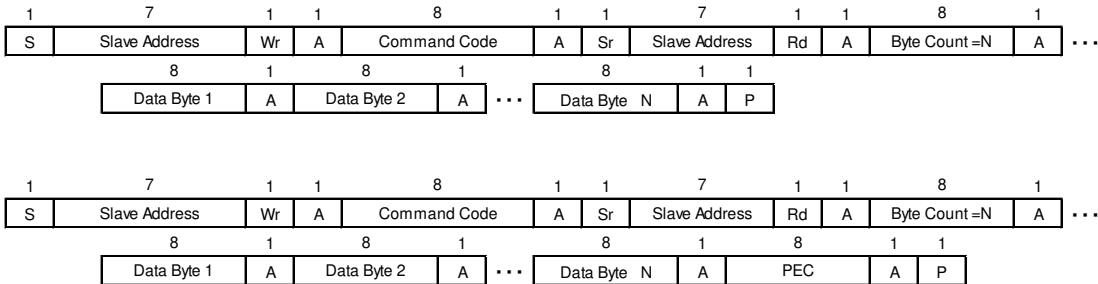 1 7 1 1 8 1 1 7 1 1 8 1
S Slave Address Wr A Command Code A Sr Slave Address Rd A Byte Count =N A ...
8 1 8 1 8 1 1
Data Byte 1 A Data Byte 2 A ... Data Byte N A P
1 7 1 1 8 1 1 7 1 1 8 1
S Slave Address Wr A Command Code A Sr Slave Address Rd A Byte Count =N A ...
8 1 8 1 8 1 8 1 1
Data Byte 1 A Data Byte 2 A ... Data Byte N A PEC A P